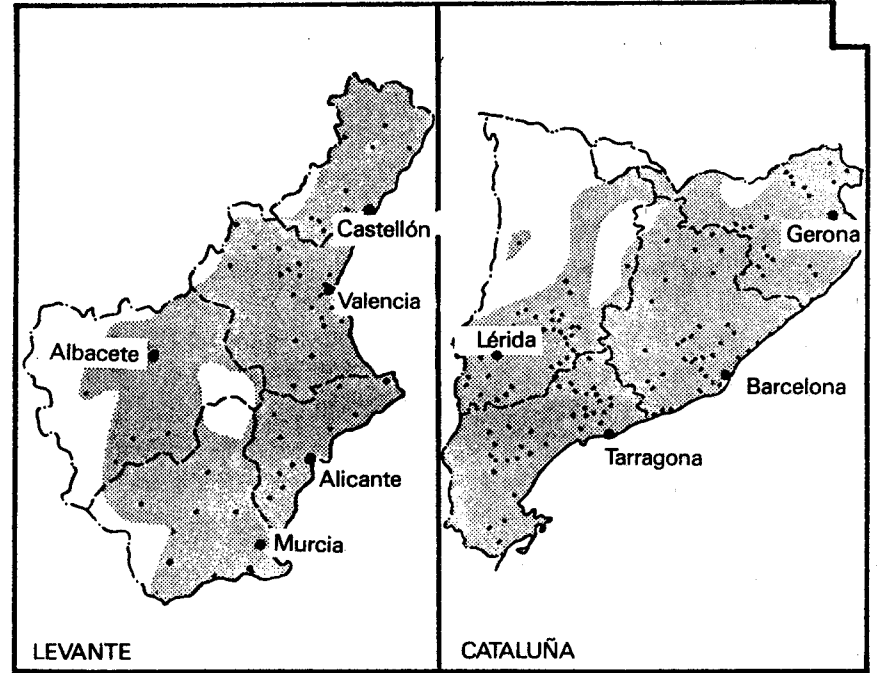 Castellón
Valencia
Albacete
Alicante
Murcia
LEVANTE
Gerona
Lérida
Barcelona
Tarragona
CATALUÑA